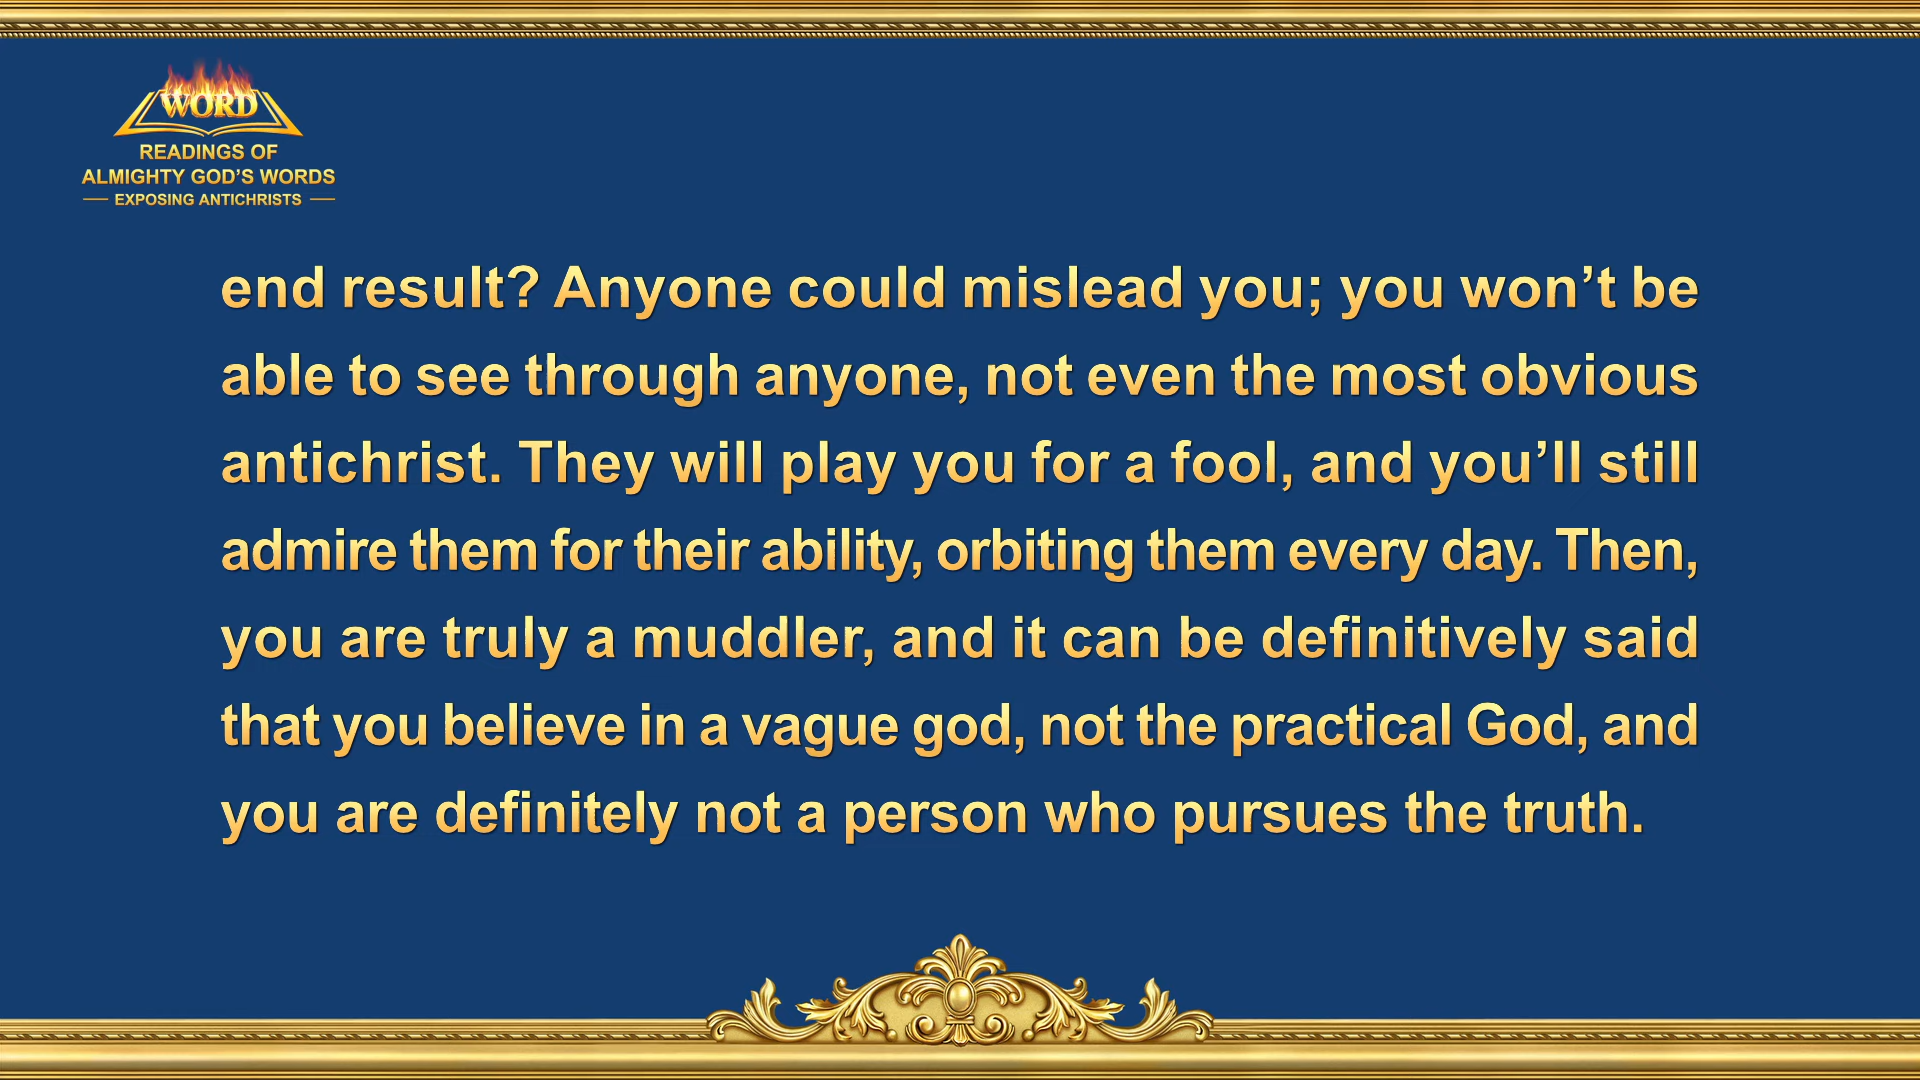 WORD
READINGS OF
ALMIGHTY GOD'S WORDS
EXPOSING ANTICHRISTS
end result? Anyone could mislead you; you won’t be
able to see through anyone, not even the most obvious
antichrist. They will play you for a fool, and you’ll still
admire them for their ability, orbiting them every day. Then,
you are truly a muddler, and it can be definitively said
that you believe in a vague god, not the practical God, and
you are definitely not a person who pursues the truth.